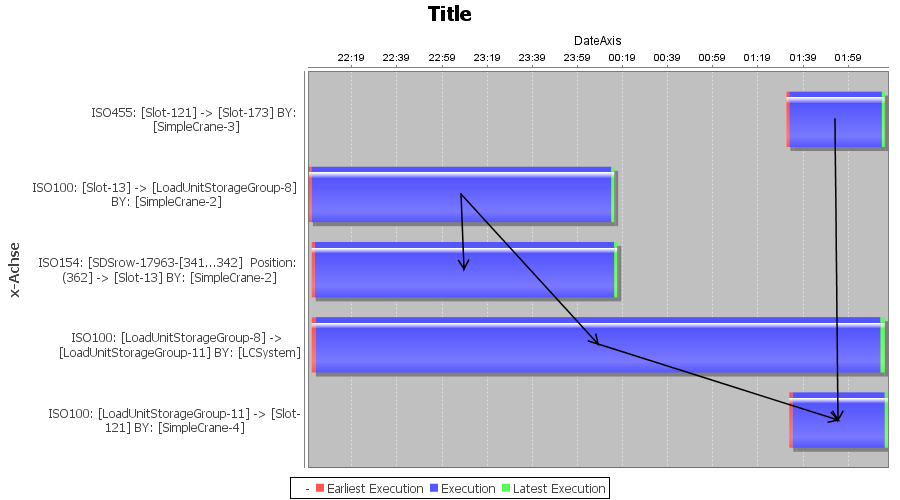 Title
DateAxis
22:19 22:39 22:59 23:19 23:39 23:59 00:19 00:39 00:59 01:19 01:39 01:59
x-Achse
ISO455: [Slot-121] -> [Slot-173] BY:
[SimpleCrane-3]
ISO100: [Slot-13] -> [LoadUnitStorageGroup-8]
BY: [SimpleCrane-2]
ISO154: [SDSrow-17963-[341...342] Position:
(362] -> [Slot-13] BY: [SimpleCrane-2]
ISO100: [LoadUnitStorageGroup-8] ->
[LoadUnitStorageGroup-11] BY: [LCSystem]
ISO100: [LoadUnitStorageGroup-11] -> [Slot-
121] BY: [SimpleCrane-4]
- Earliest Execution Execution Latest Execution